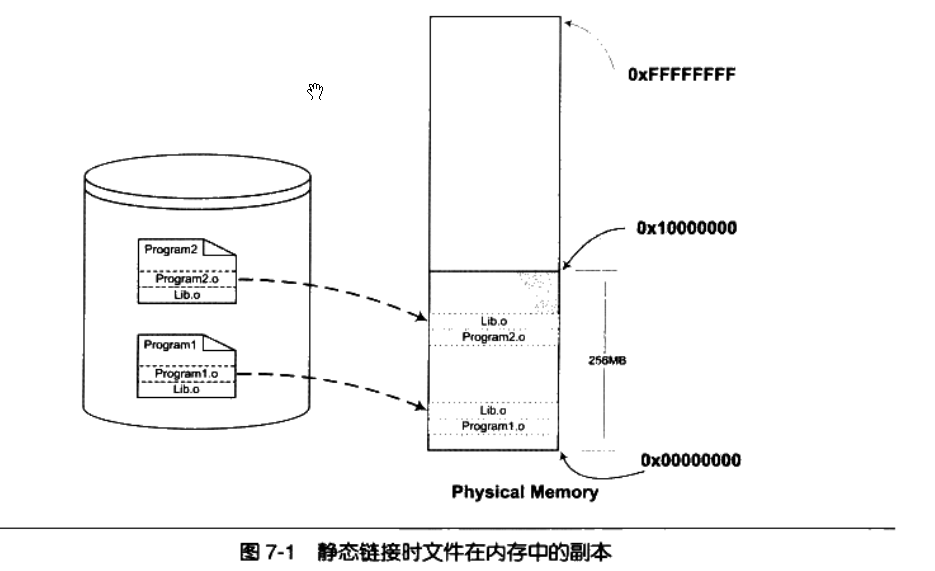 0xFFFFFFFF
0x10000000
Program2
Program2.o
Lib.o
Program1
Program1.o
Lib.o
Lib.o
Program2.o
256MB
Lib.o
Program1.o
0x00000000
Physical Memory
图 7-1 静态链接时文件在内存中的副本